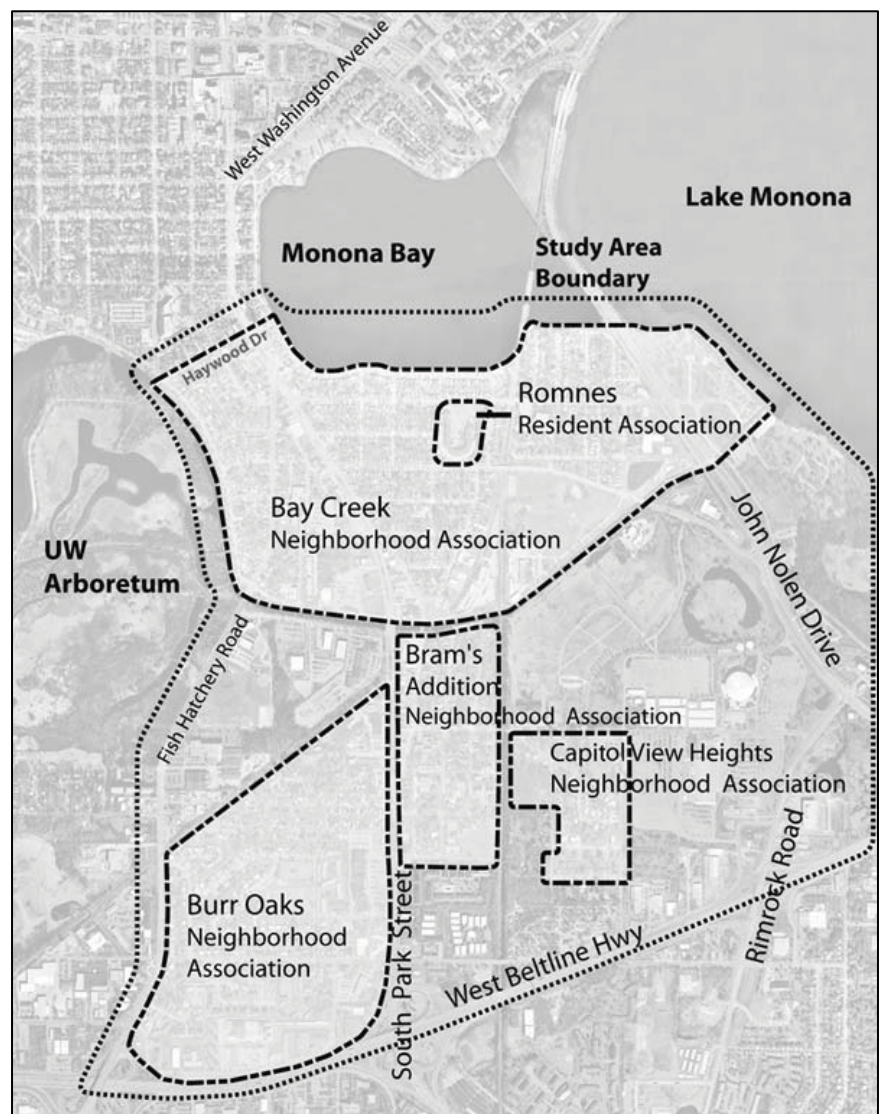 West Washington Avenue
Lake Monona
Monona Bay
Study Area
Boundary
Haywood Dr
Romnes
Resident Association
Bay Creek
Neighborhood Association
UW
Arboretum
John Nolen Drive
Fish Hatchery Road
Bram's
Addition
Neighborhood Association
Capitol View Heights
Neighborhood Association
Burr Oaks
Neighborhood
Association
South Park Street
West Beltline Hwy
Rimrock Road